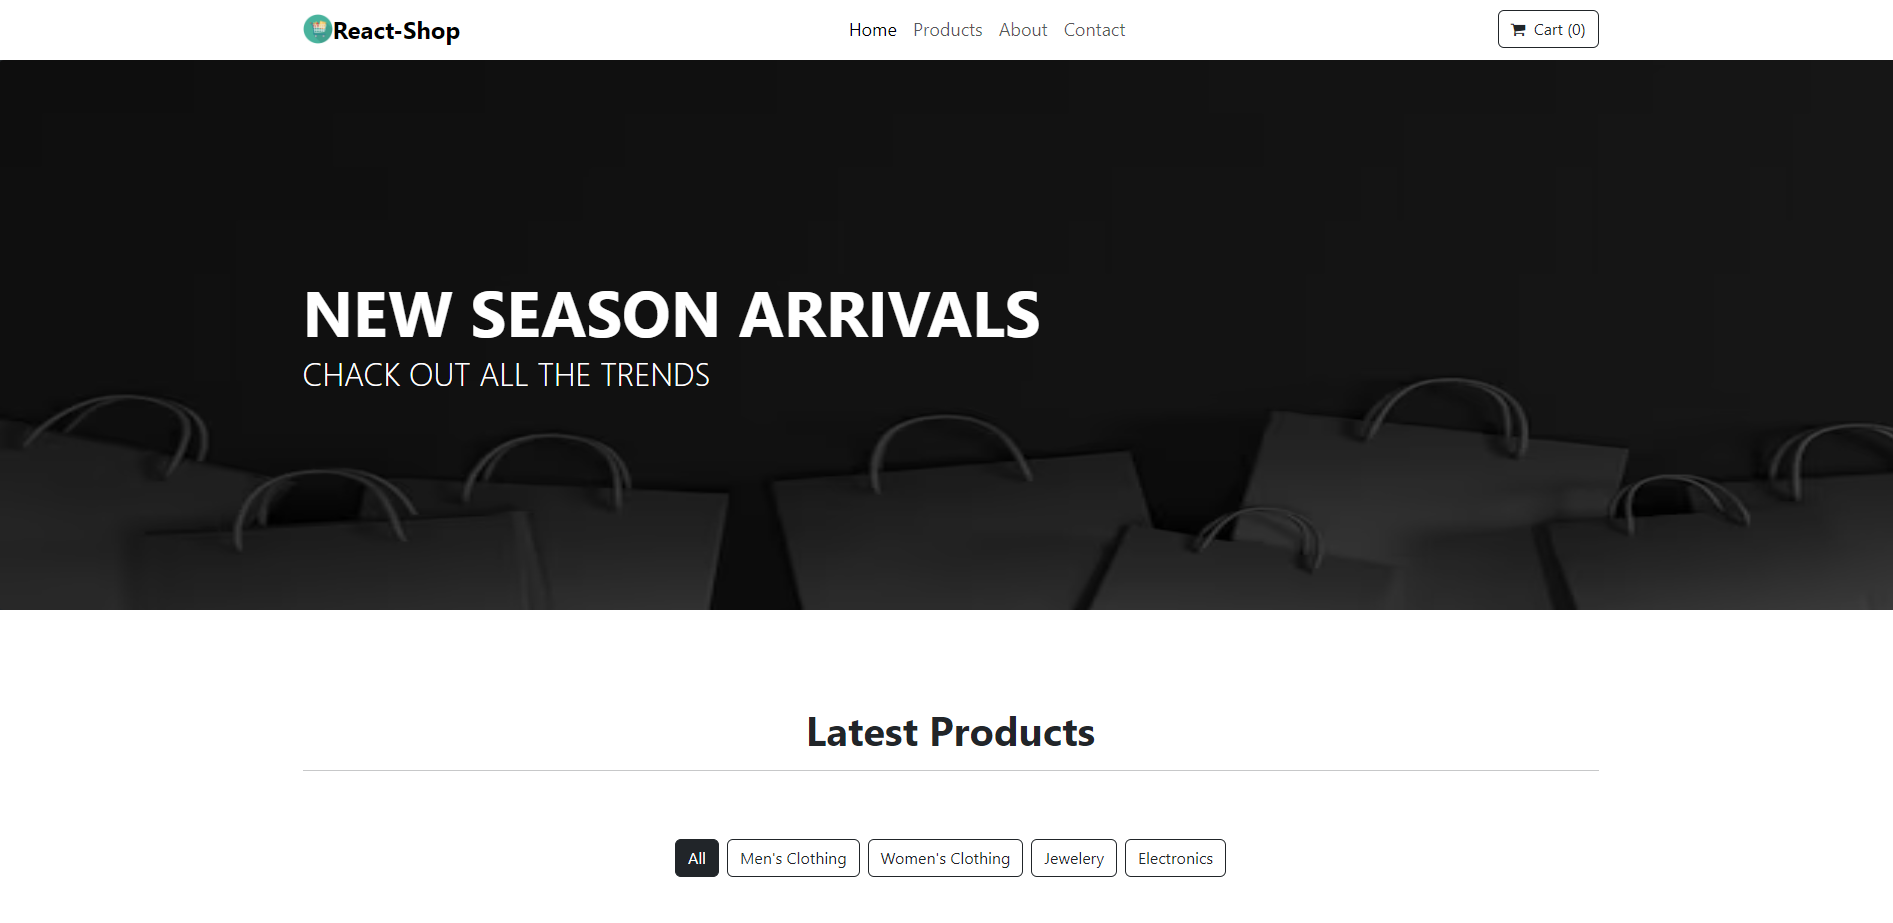 React-Shop
Home Products About Contact
Cart (0)
NEW SEASON ARRIVALS
CHACK OUT ALL THE TRENDS
Latest Products
All Men's Clothing Women's Clothing Jewelery Electronics